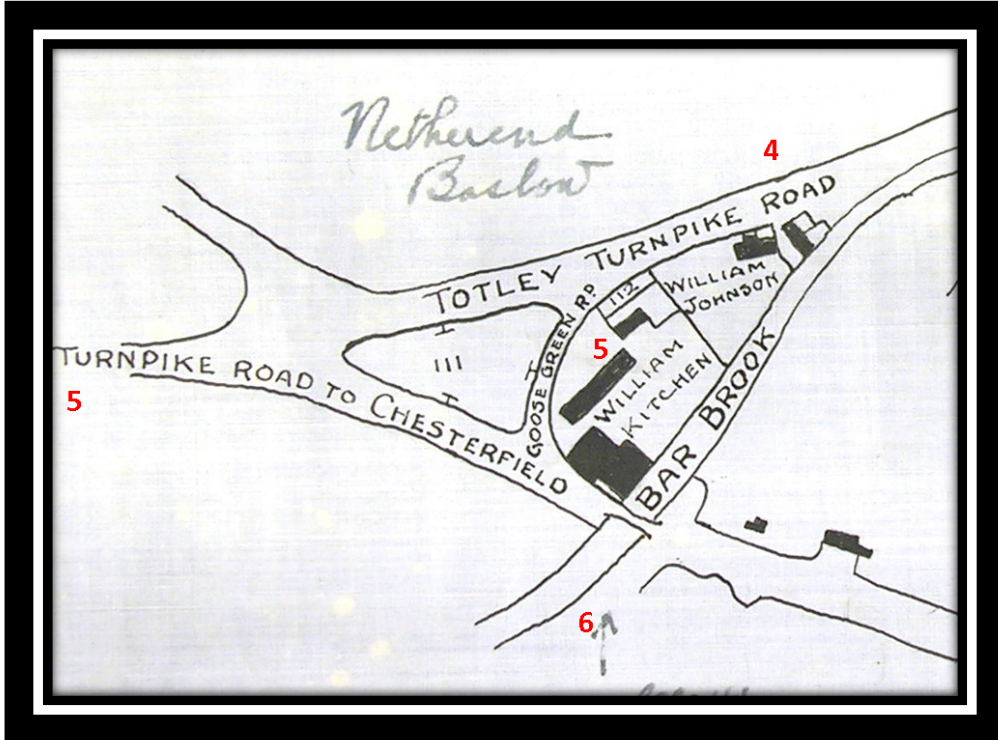 Netherend
Baslow
4
TOTLEY TURNPIKE ROAD
112
WILLIAM
JOHNSON
GOOSE GREEN RD
111
5
WILLIAM
KITCHEN
TURNPIKE ROAD TO CHESTERFIELD
5
BAR BROOK
6